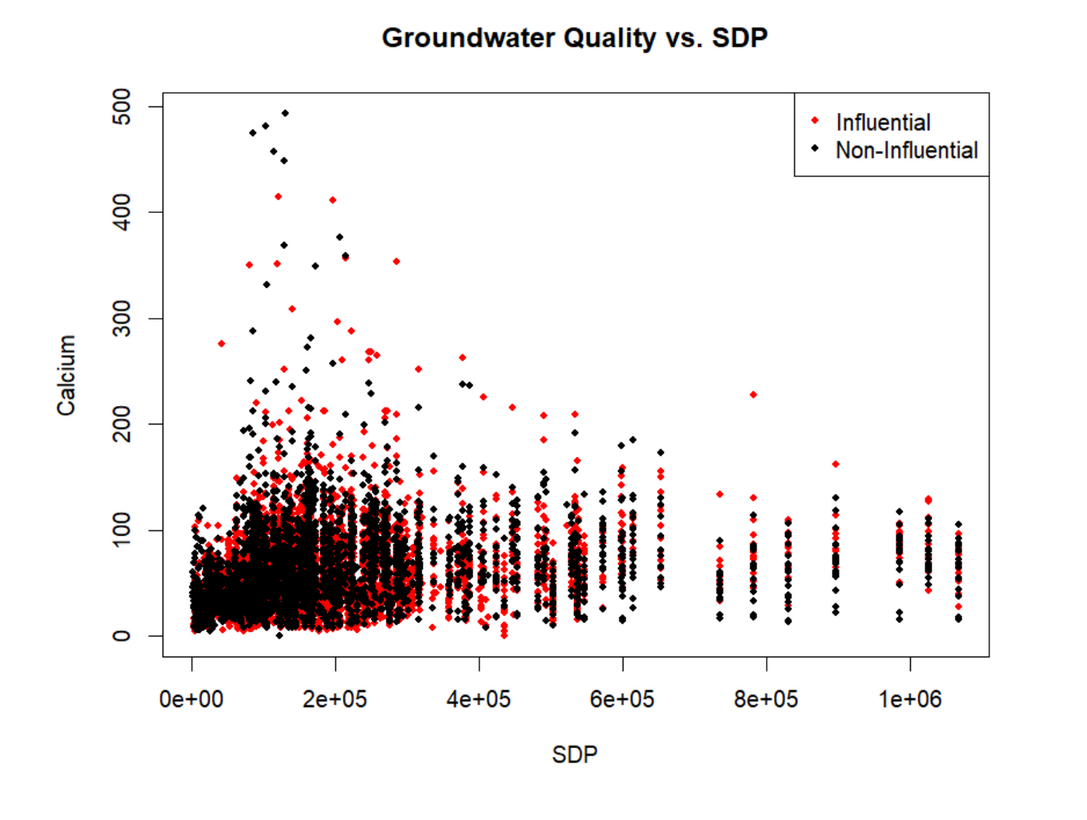 Groundwater Quality vs. SDP
Influential
Non-Influential
Calcium
500
400
300
200
100
0
0e+00 2e+05 4e+05 6e+05 8e+05 1e+06
SDP